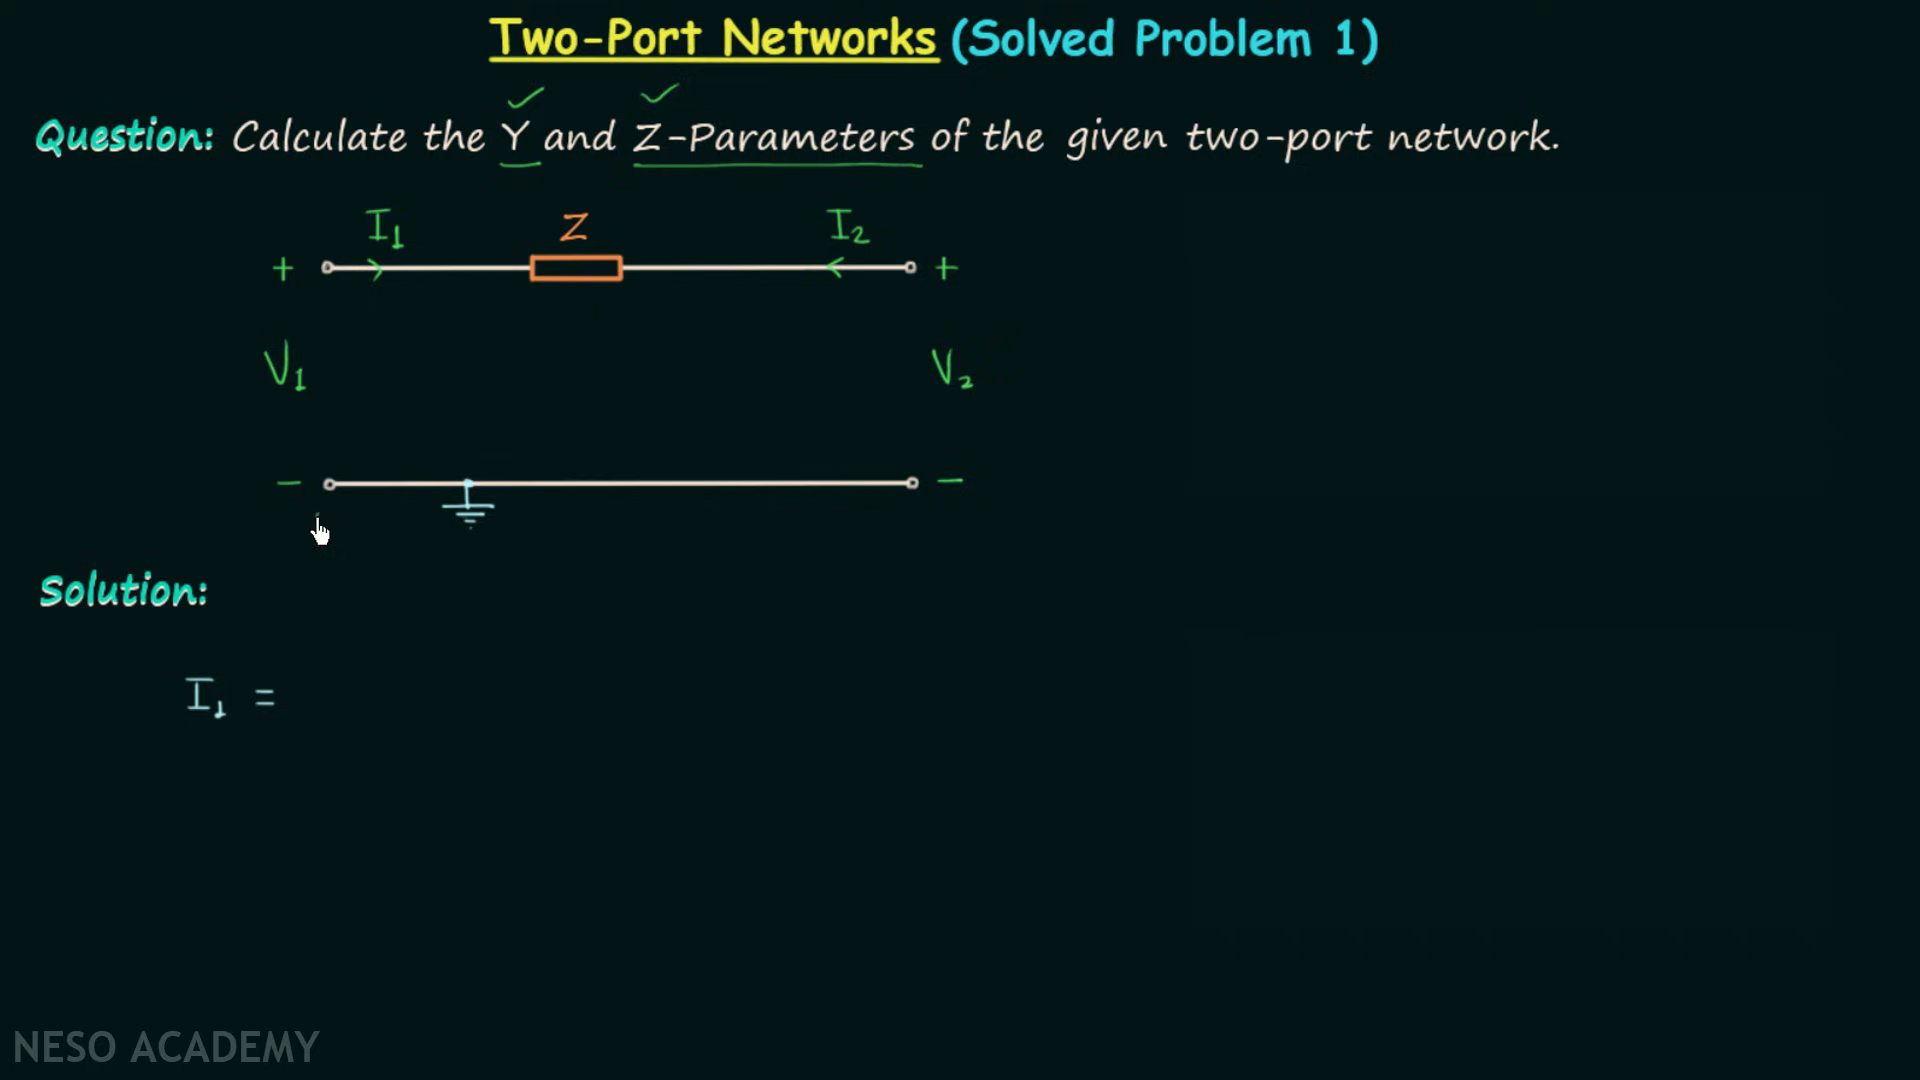 Two-Port Networks (Solved Problem 1)
Question: Calculate the Y and Z-Parameters of the given two-port network.
I1 Z I2
+ +
V1 V2
- -
Solution:
I1 =
NESO ACADEMY